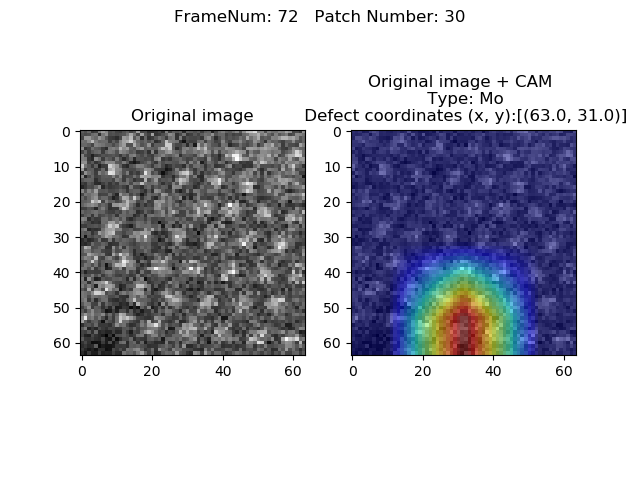 FrameNum: 72   Patch Number: 30
Original image
Original image + CAM
Type: Mo
Defect coordinates (x, y):[(63.0, 31.0)]
0
10
20
30
40
50
60
0 20 40 60
0
10
20
30
40
50
60
0 20 40 60